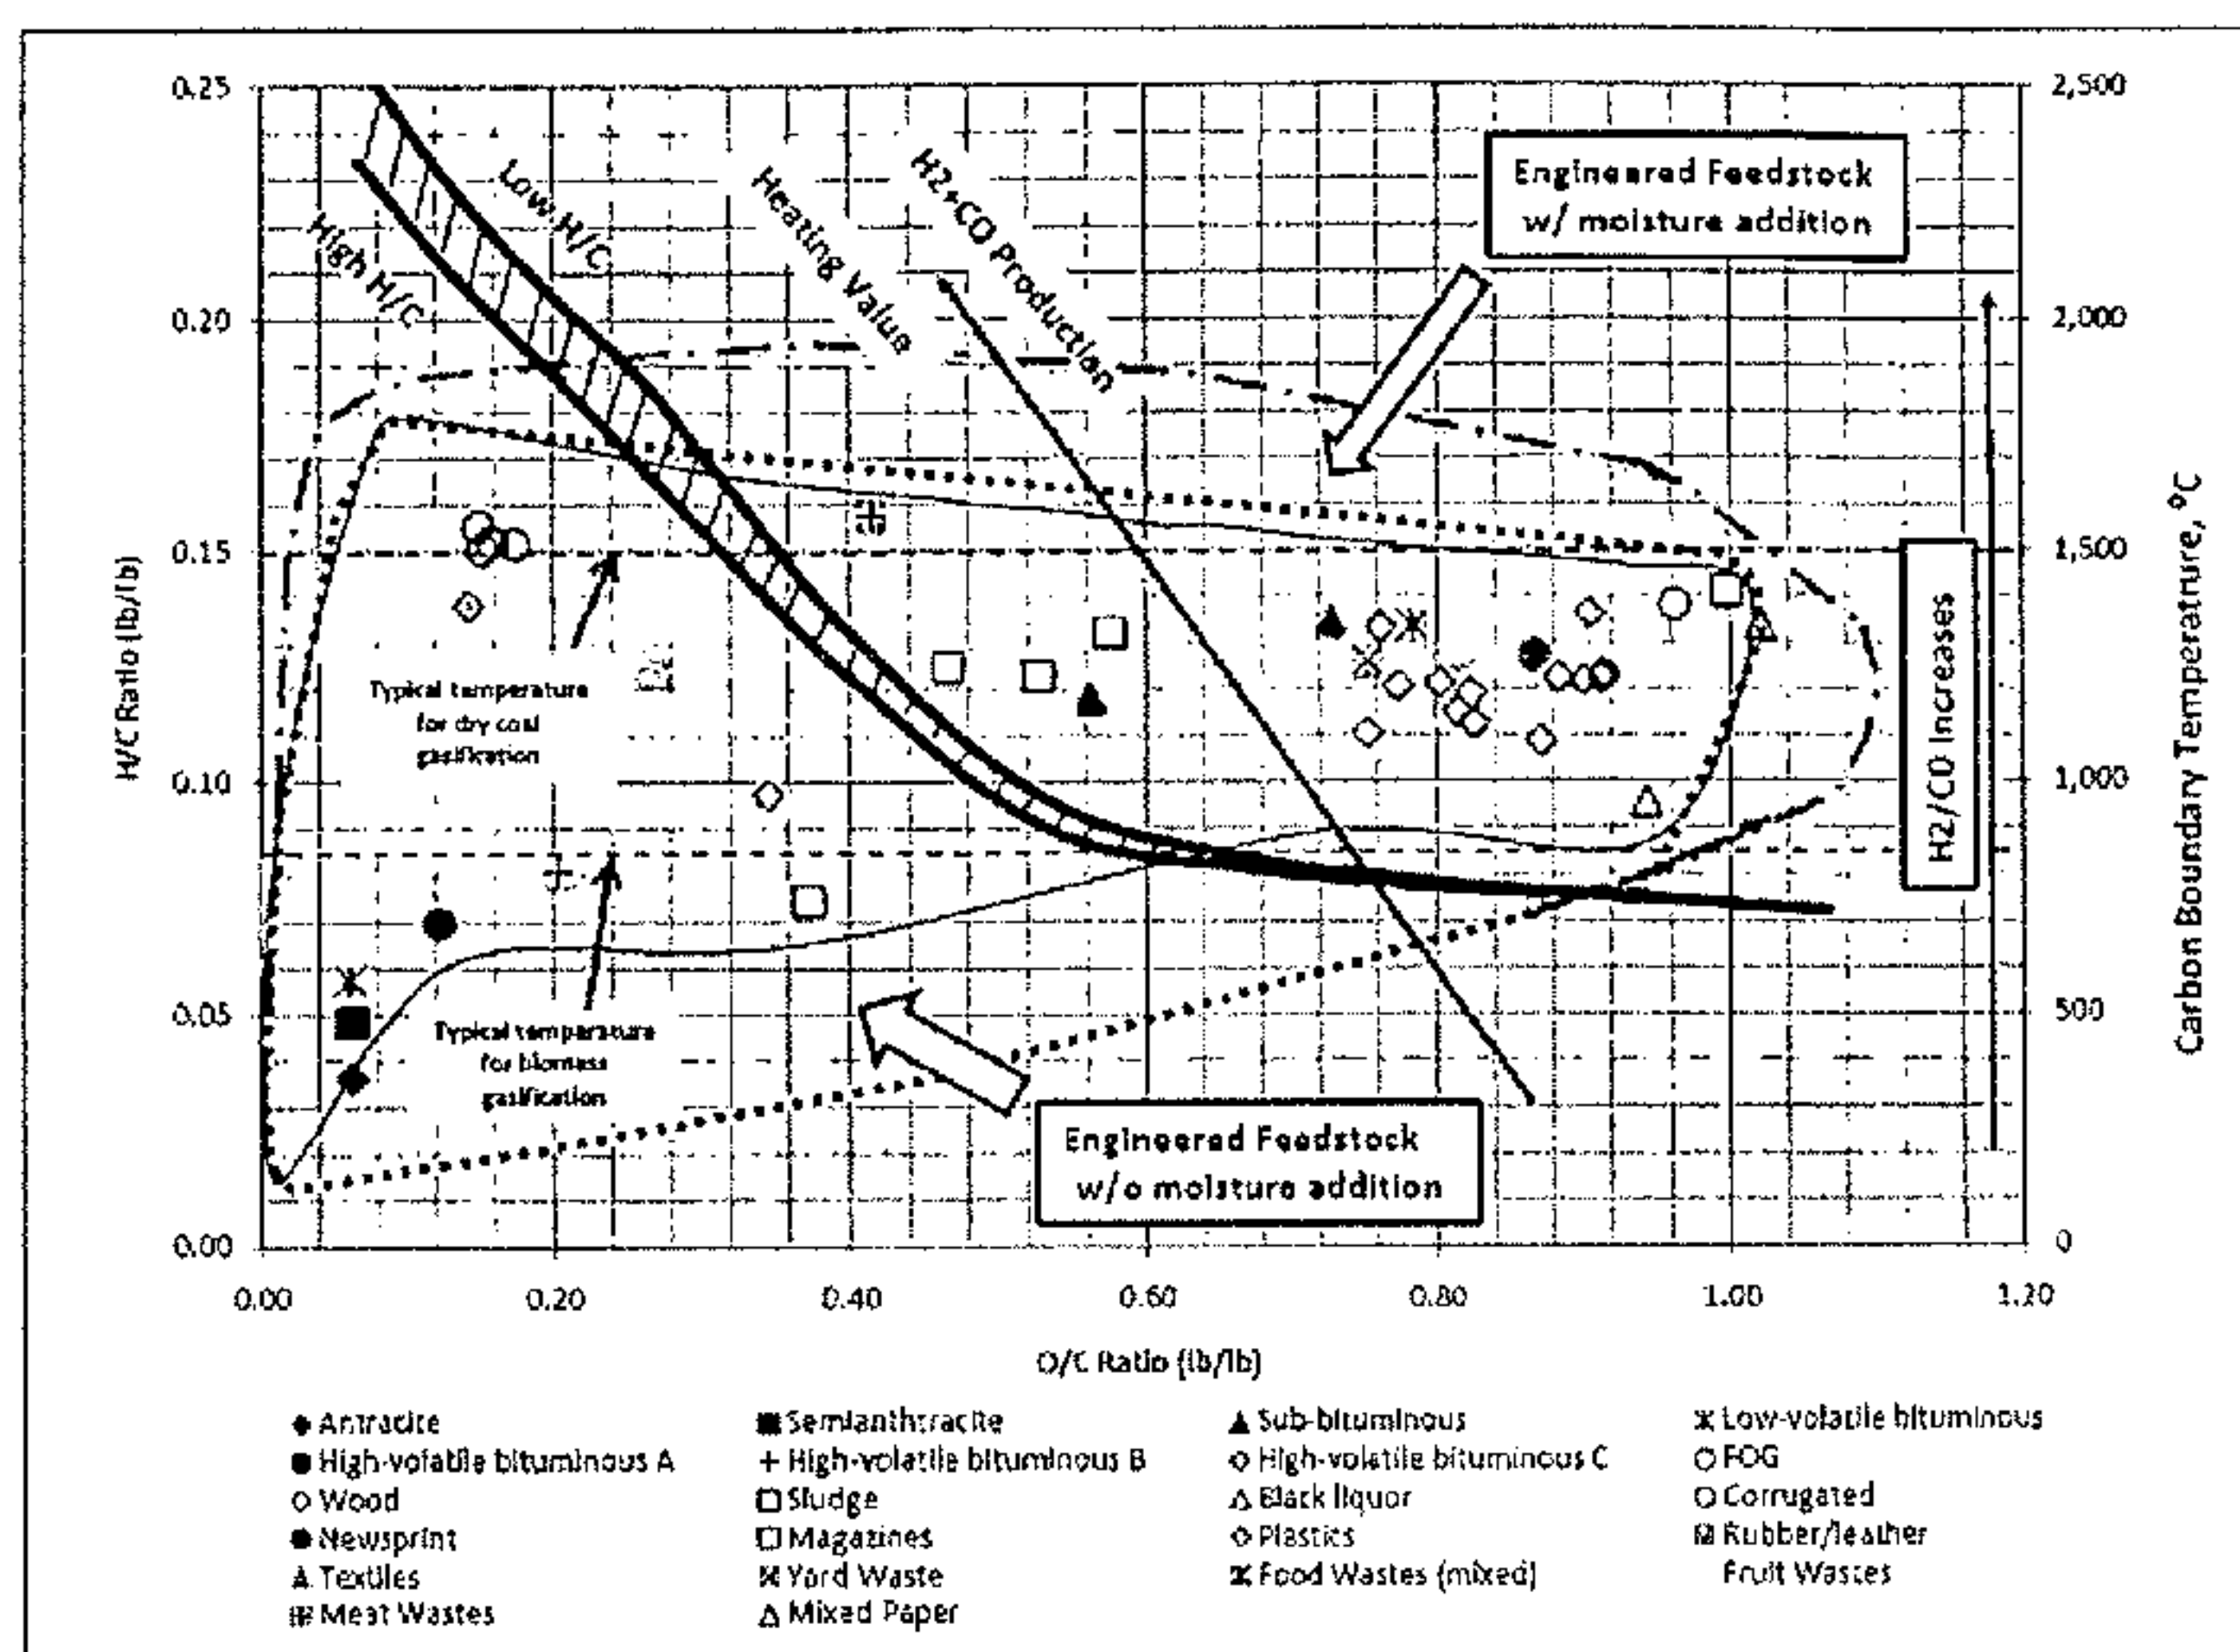 0.25
0.20
0.15
0.10
0.05
0.00
H/C Ratio (lb/lb)
High H/C
Low H/C
Heating Value
H2+CO Production
Engineered Feedstock
w/ moisture addition
2,500
2,000
1,500
1,000
500
0
Carbon Boundary Temperature, ºC
H2/CO Increases
Typical temperature
for dry coal
gasification
Typical temperature
for biomass
gasification
Engineered Feedstock
w/o moisture addition
0.00 0.20 0.40 0.60 0.80 1.00 1.20
O/C Ratio (lb/lb)
Antracite Semianthtracite Sub-bituminous Low-volatile bituminous
High-volatile bituminous A High-volatile bituminous B High-volatile bituminous C FOG
Wood Sludge Black liquor Corrugated
Newsprint Magazines Plastics Rubber/leather
Textiles Yard Waste Food Wastes (mixed) Fruit Wastes
Meat Wastes Mixed Paper